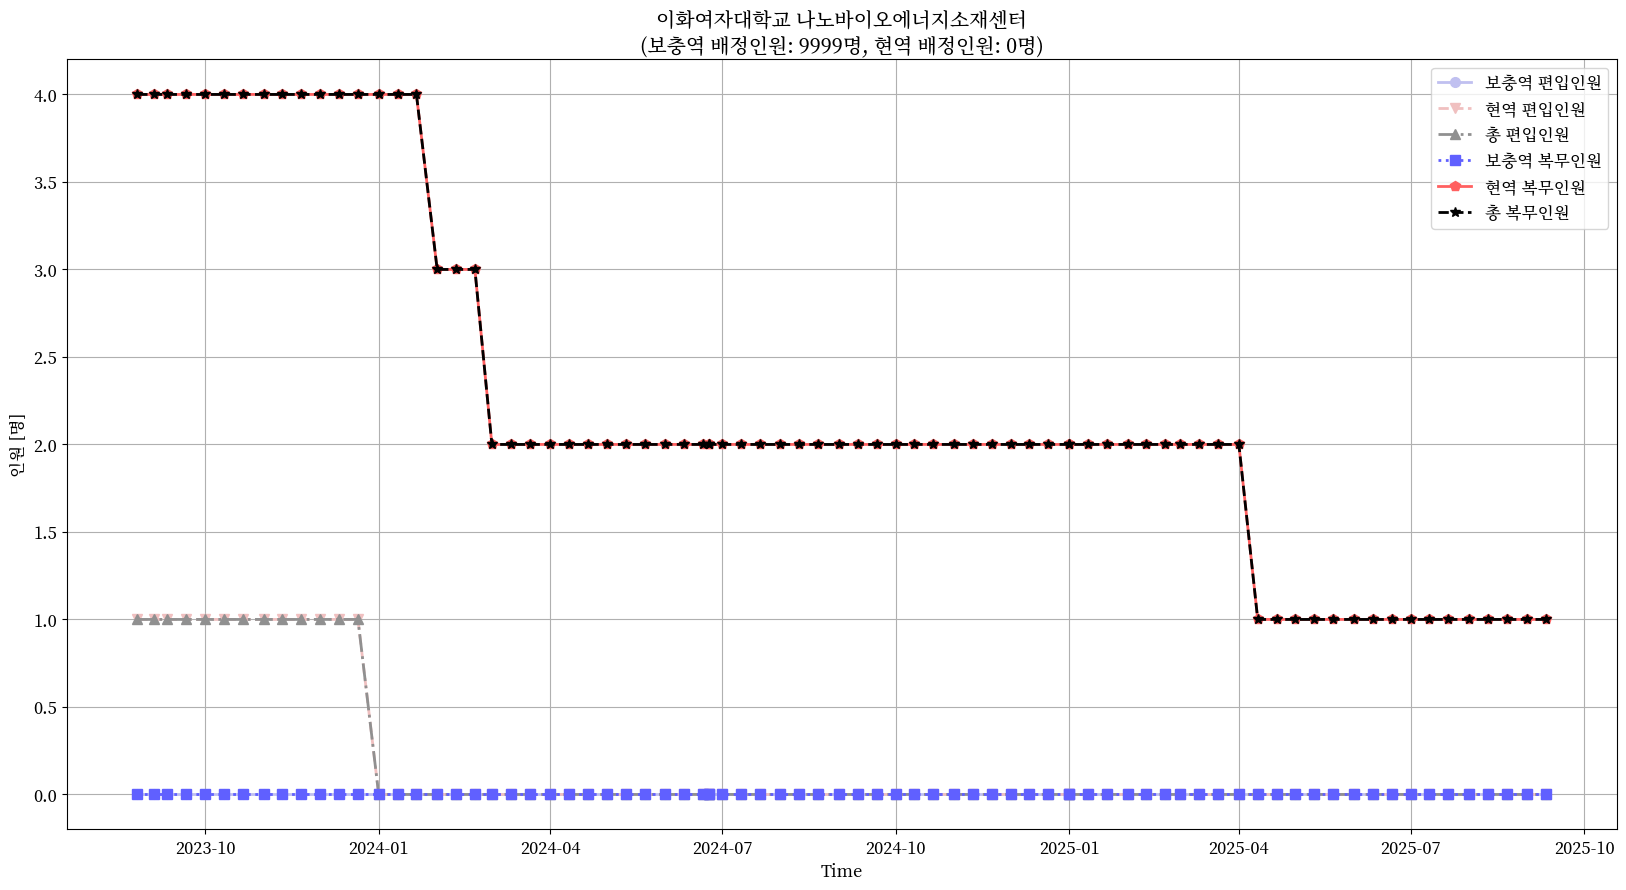 이화여자대학교 나노바이오에너지소재센터
(보충역 배정인원: 9999명, 현역 배정인원: 0명)
보충역 편입인원
현역 편입인원
총 편입인원
보충역 복무인원
현역 복무인원
총 복무인원
4.0
3.5
3.0
2.5
2.0
1.5
1.0
0.5
0.0
인원 [명]
2023-10
2024-01
2024-04
2024-07
2024-10
2025-01
2025-04
2025-07
2025-10
Time